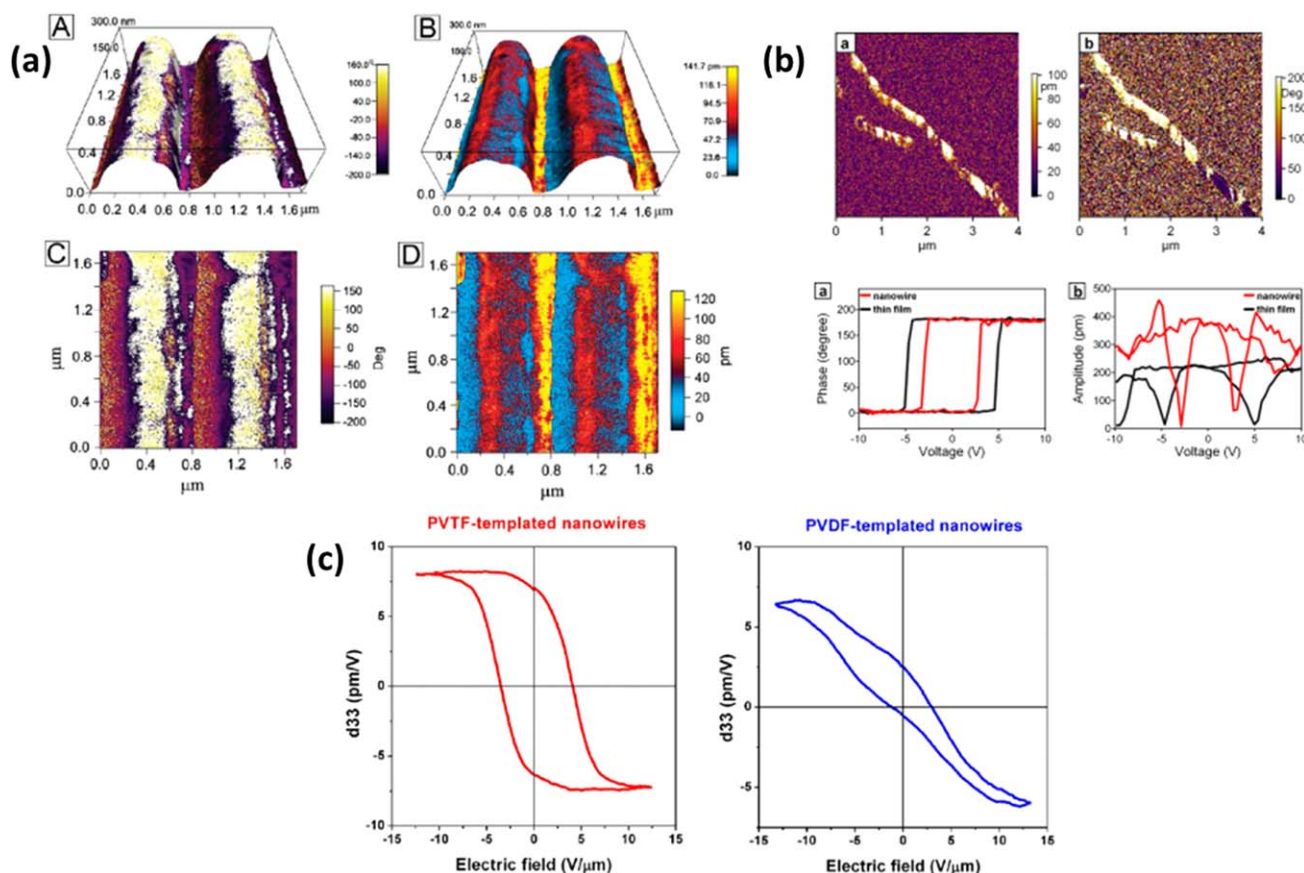 (a)
A
300.0 nm
150.0
1.6
1.2
0.8
0.4
0.0
0.0 0.2 0.4 0.6 0.8 1.0 1.2 1.4 1.6 μm
160.0
100.0
40.0
-20.0
-80.0
-140.0
-200.0
B
300.0 nm
1.6
1.2
0.8
0.4
0.0
0.0 0.2 0.4 0.6 0.8 1.0 1.2 1.4 1.6 μm
141.7 pm
118.1
94.5
70.9
47.2
23.6
0.0
(b)
a
0 1 2 3 4
μm
100
pm
80
60
40
20
0
b
0 1 2 3 4
μm
200
Deg
150
100
50
0
C
1.6
1.2
0.8
0.4
0.0
μm
0.0 0.4 0.8 1.2 1.6
μm
150
100
50
0
-50
-100
-150
-200
Deg
D
1.6
1.2
0.8
0.4
0.0
μm
0.0 0.4 0.8 1.2 1.6
μm
120
100
80
60
40
20
0
pm
a
nanowire
thin film
Phase (degree)
200
150
100
50
0
-10 -5 0 5 10
Voltage (V)
b
nanowire
thin film
Amplitude (pm)
500
400
300
200
100
0
-10 -5 0 5 10
Voltage (V)
(c)
PVTF-templated nanowires
d33 (pm/V)
10
5
0
-5
-10
-15 -10 -5 0 5 10 15
Electric field (V/μm)
PVDF-templated nanowires
d33 (pm/V)
10
5
0
-5
-15 -10 -5 0 5 10 15
Electric field (V/μm)